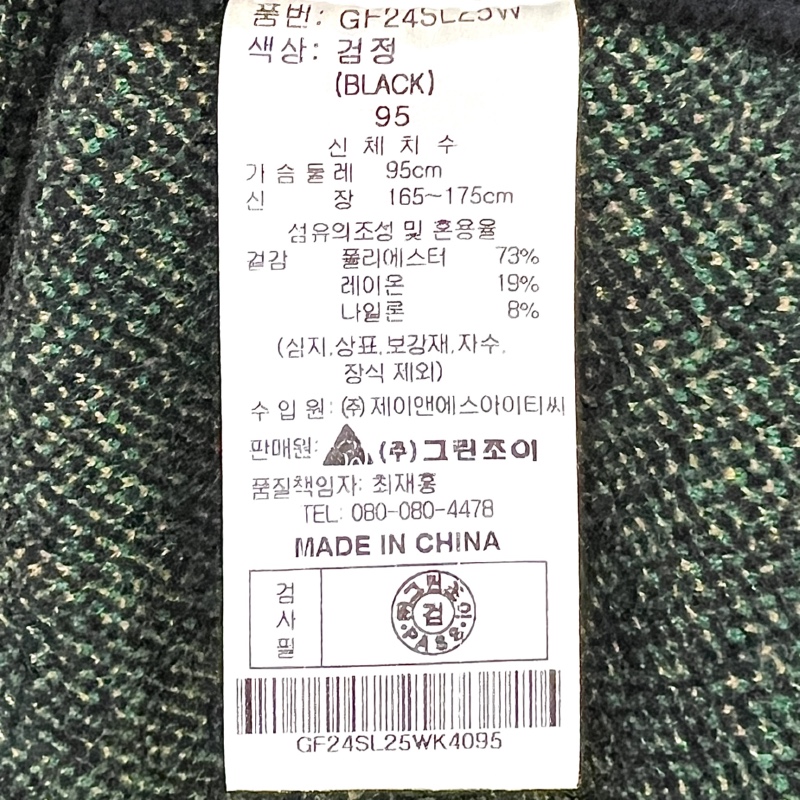 품번: GF24SL25W
색상: 검정
(BLACK)
95
신 체 치 수
가슴둘레 95cm
신 장 165~175cm
섬유의조성 및 혼용율
겉감 폴리에스터 73%
레이온 19%
나일론 8%
(심지,상표,보강재,자수,
장식 제외)
수 입 원: (주)제이앤에스아이티씨
판매원: (주)그린조이
품질책임자: 최재홍
TEL: 080-080-4478
MADE IN CHINA
검
사
필
㈜그린조이
검
·PASS·
GF24SL25WK4095